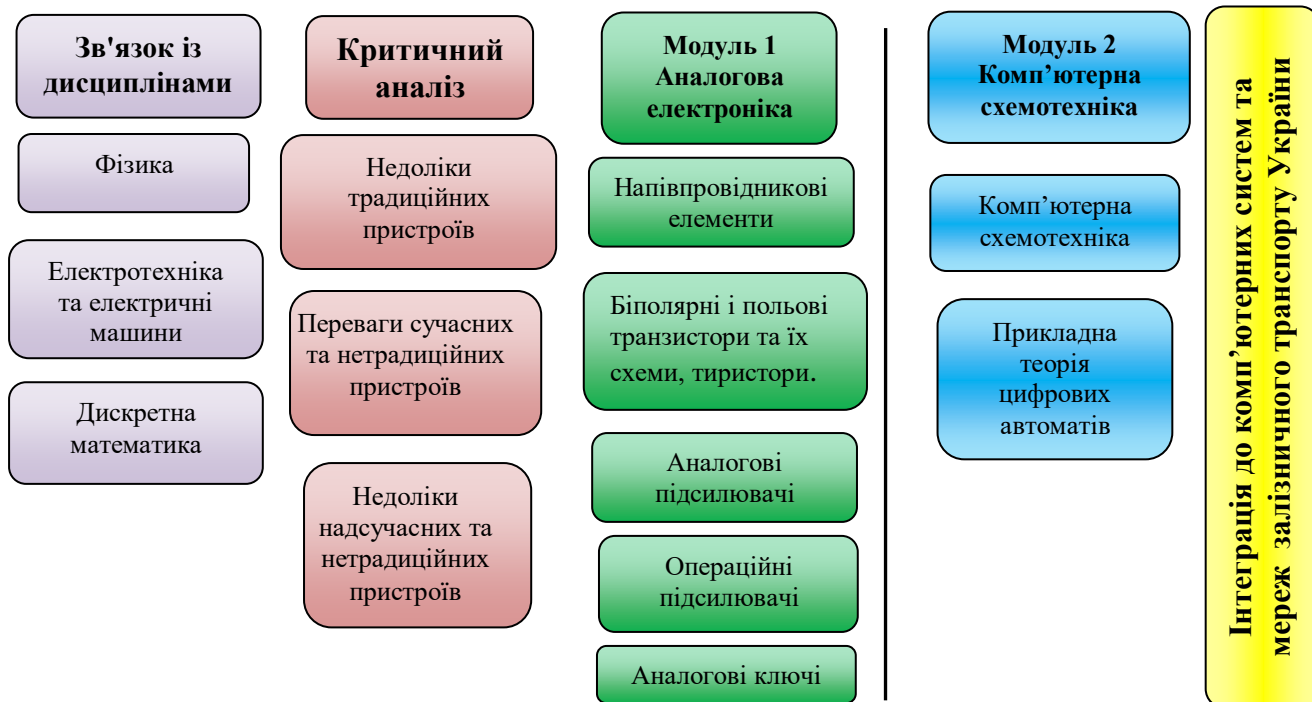 Зв'язок із
дисциплінами
Фізика
Електротехніка
та електричні
машини
Дискретна
математика
Критичний
аналіз
Недоліки
традиційних
пристроїв
Переваги сучасних
та нетрадиційних
пристроїв
Недоліки
надсучасних та
нетрадиційних
пристроїв
Модуль 1
Аналогова
електроніка
Напівпровідникові
елементи
Біполярні і польові
транзистори та їх
схеми, тиристори.
Аналогові
підсилювачі
Операційні
підсилювачі
Аналогові ключі
Модуль 2
Комп’ютерна
схемотехніка
Комп’ютерна
схемотехніка
Прикладна
теорія
цифрових
автоматів
Інтеграція до комп’ютерних систем та
мереж залізничного транспорту України